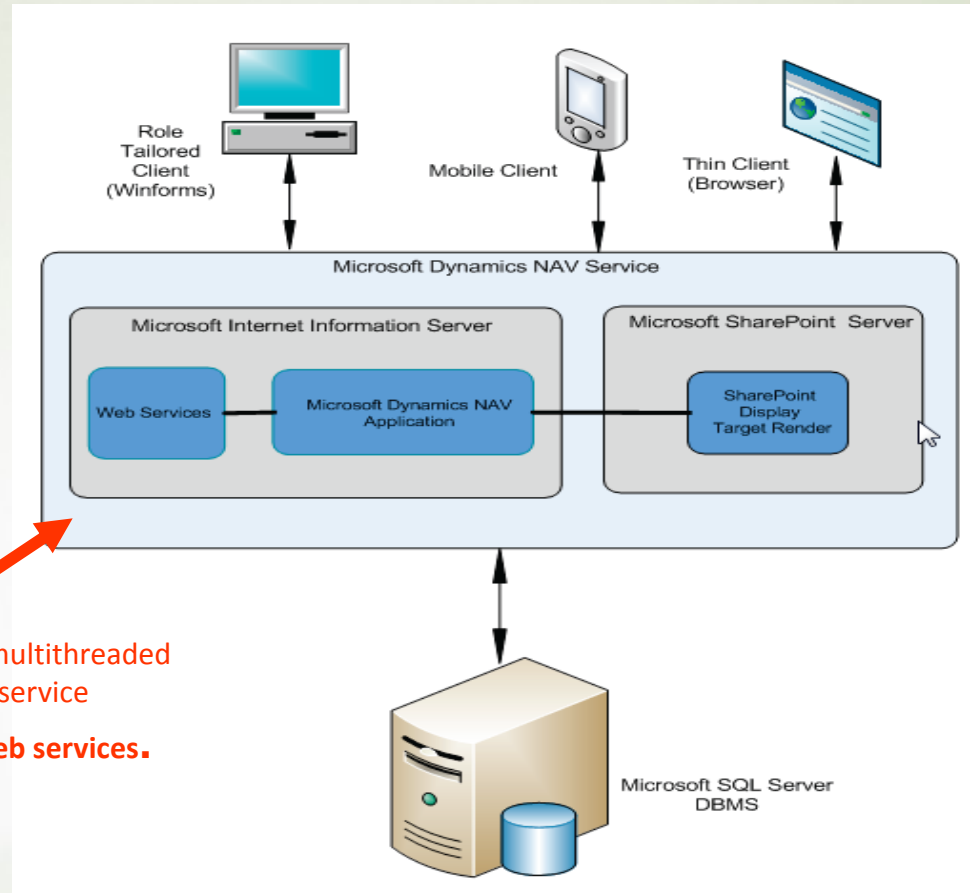 Role
Tailored
Client
(Winforms)
Mobile Client
Thin Client
(Browser)
Microsoft Dynamics NAV Service
Microsoft Internet Information Server
Web Services
Microsoft Dynamics NAV
Application
Microsoft SharePoint Server
SharePoint
Display
Target Render
multithreaded
service
eb services.
Microsoft SQL Server
DBMS